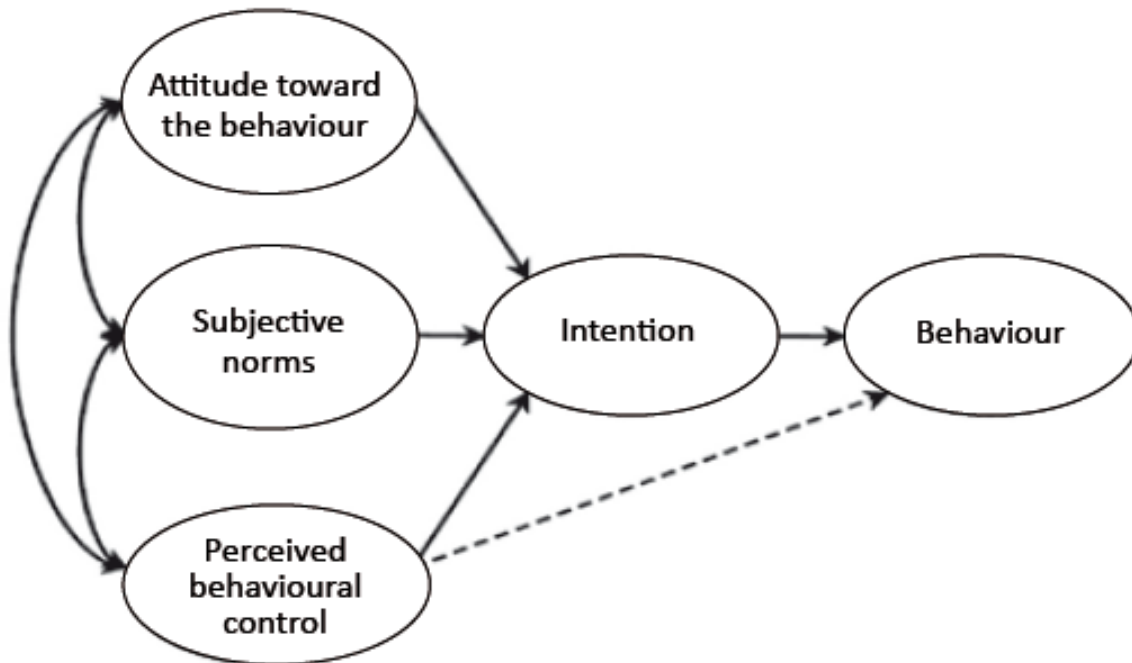 Attitude toward
the behaviour
Subjective
norms
Intention
Behaviour
Perceived
behavioural
control